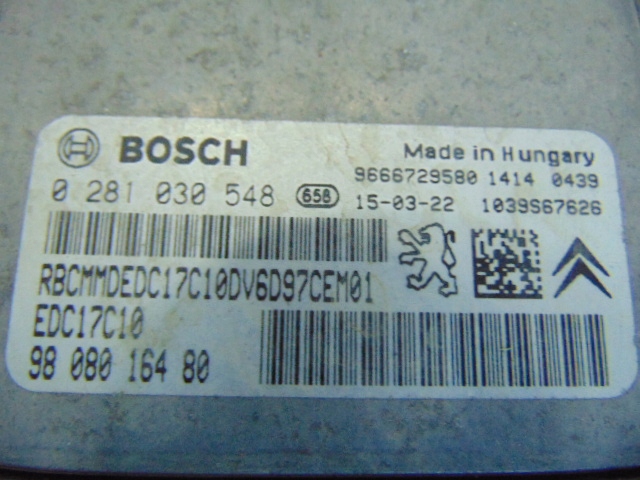 BOSCH
Made in Hungary
9666729580 1414 0439
0 281 030 548 658 15-03-22 1039S67626
RBCMMDEDC17C10DV6D97CEM01
EDC17C10
98 080 164 80